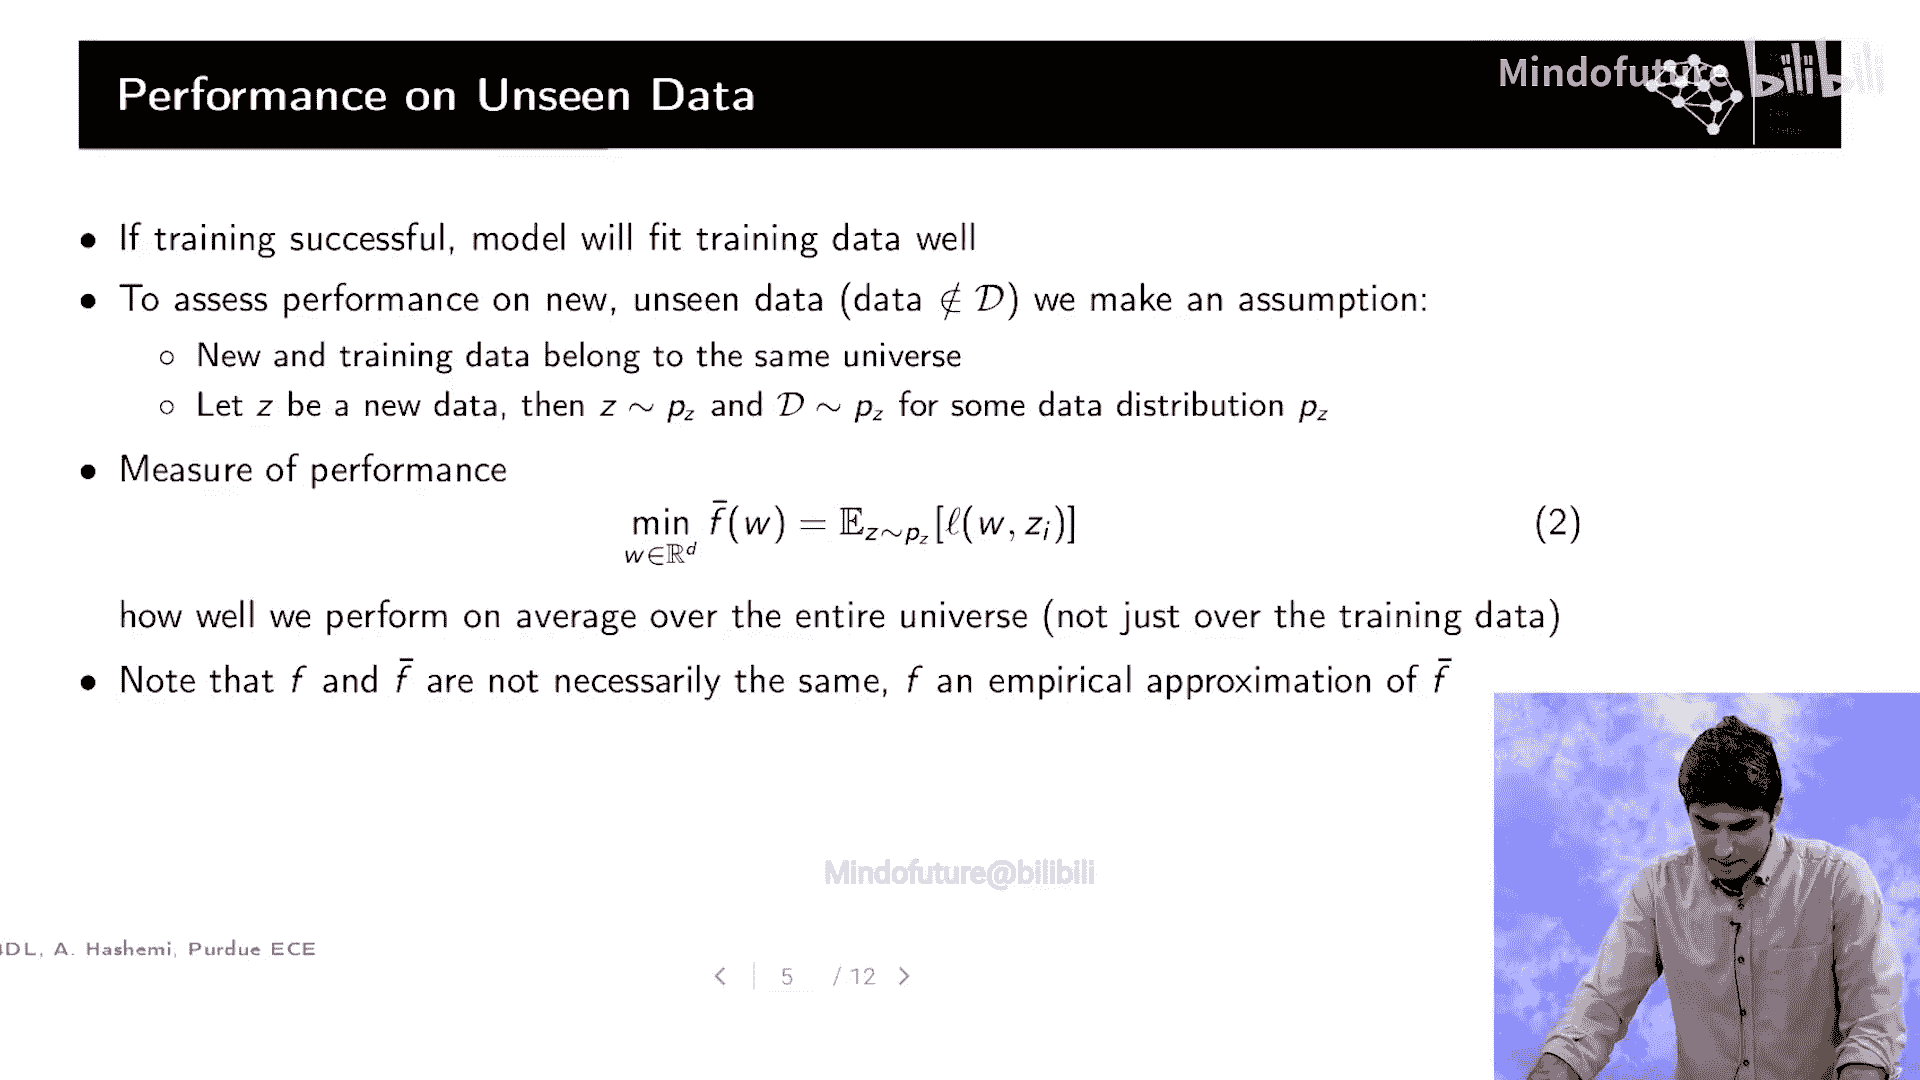 Performance on Unseen Data
Mindofuture
bilibili
• If training successful, model will fit training data well
• To assess performance on new, unseen data (data ∉ 𝒟) we make an assumption:
○ New and training data belong to the same universe
○ Let z be a new data, then z ∼ p_z and 𝒟 ∼ p_z for some data distribution p_z
• Measure of performance
min_{w∈ℝ^d} f̄(w) = 𝔼_{z∼p_z}[ℓ(w, z_i)] (2)
how well we perform on average over the entire universe (not just over the training data)
• Note that f and f̄ are not necessarily the same, f an empirical approximation of f̄
Mindofuture@bilibili
DL, A. Hashemi, Purdue ECE
5 / 12